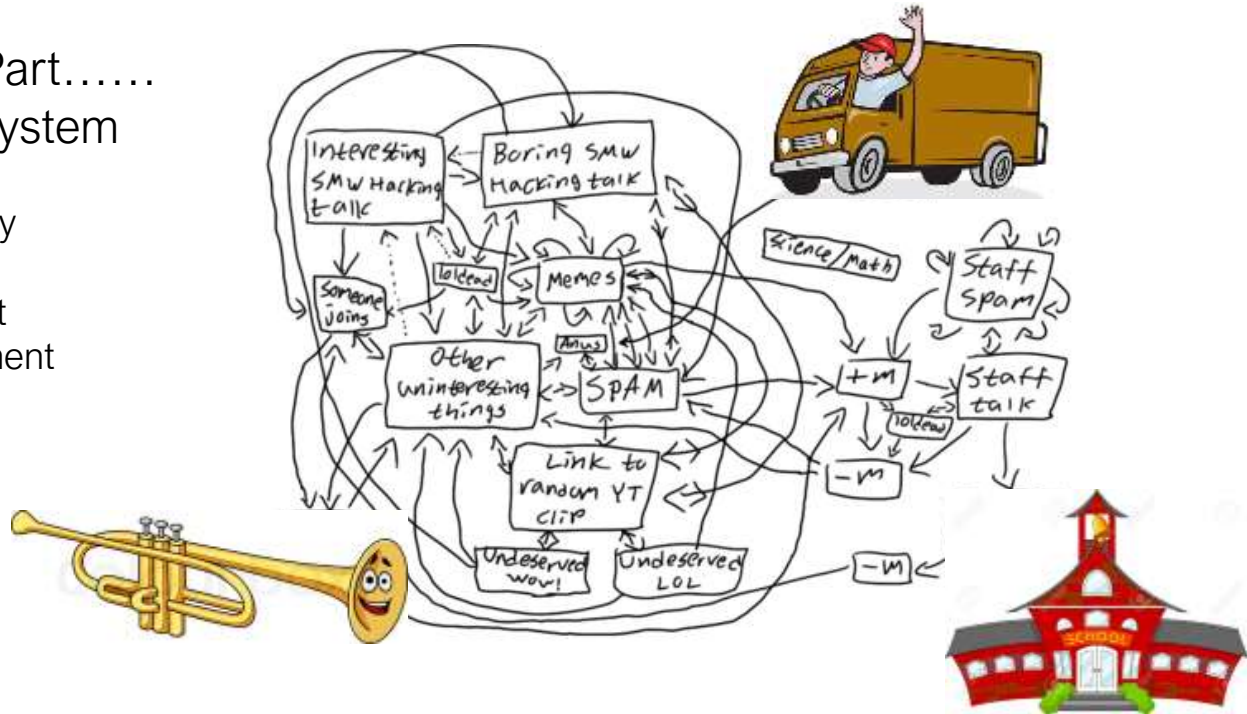 Part......
ystem
y
t
ment
Interesting
SMW Hacking
talk
Boring SMW
Hacking talk
Science/Math
Staff
spam
loldead
Memes
Someone
joins
Anus
Other
uninteresting
things
SPAM
+m
Staff
talk
loldead
Link to
random YT
clip
-m
Undeserved
wow!
Undeserved
LOL
-m
SCHOOL